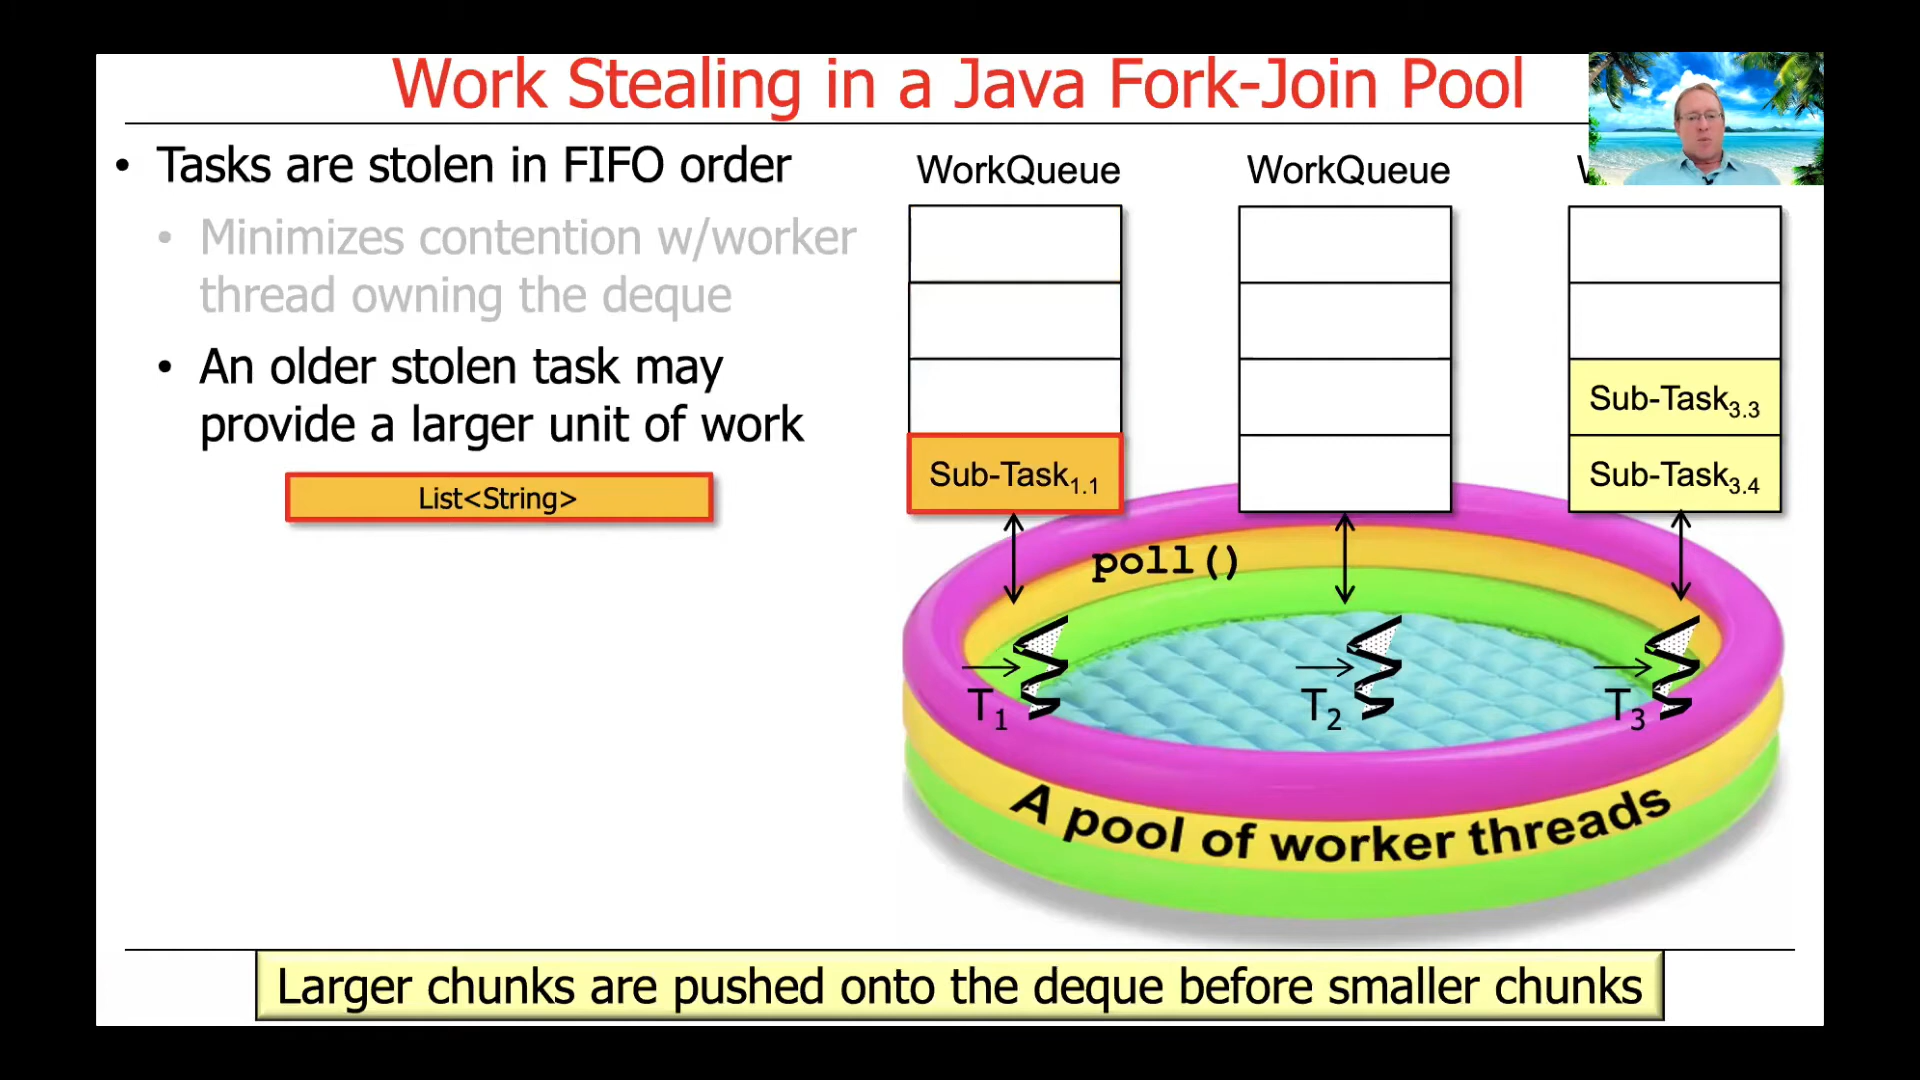 Work Stealing in a Java Fork-Join Pool
• Tasks are stolen in FIFO order
• Minimizes contention w/worker
thread owning the deque
• An older stolen task may
provide a larger unit of work
List<String>
WorkQueue
WorkQueue
Sub-Task1.1
Sub-Task3.3
Sub-Task3.4
poll()
T1
T2
T3
A pool of worker threads
Larger chunks are pushed onto the deque before smaller chunks